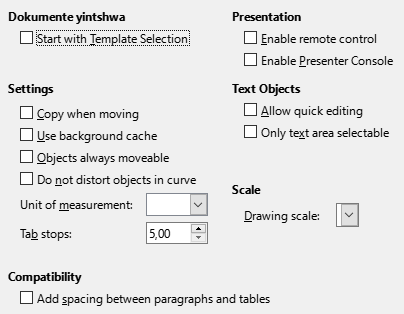 Dokumente yintshwa
Start with Template Selection
Settings
Copy when moving
Use background cache
Objects always moveable
Do not distort objects in curve
Unit of measurement:
Tab stops: 5,00
Compatibility
Add spacing between paragraphs and tables
Presentation
Enable remote control
Enable Presenter Console
Text Objects
Allow quick editing
Only text area selectable
Scale
Drawing scale: